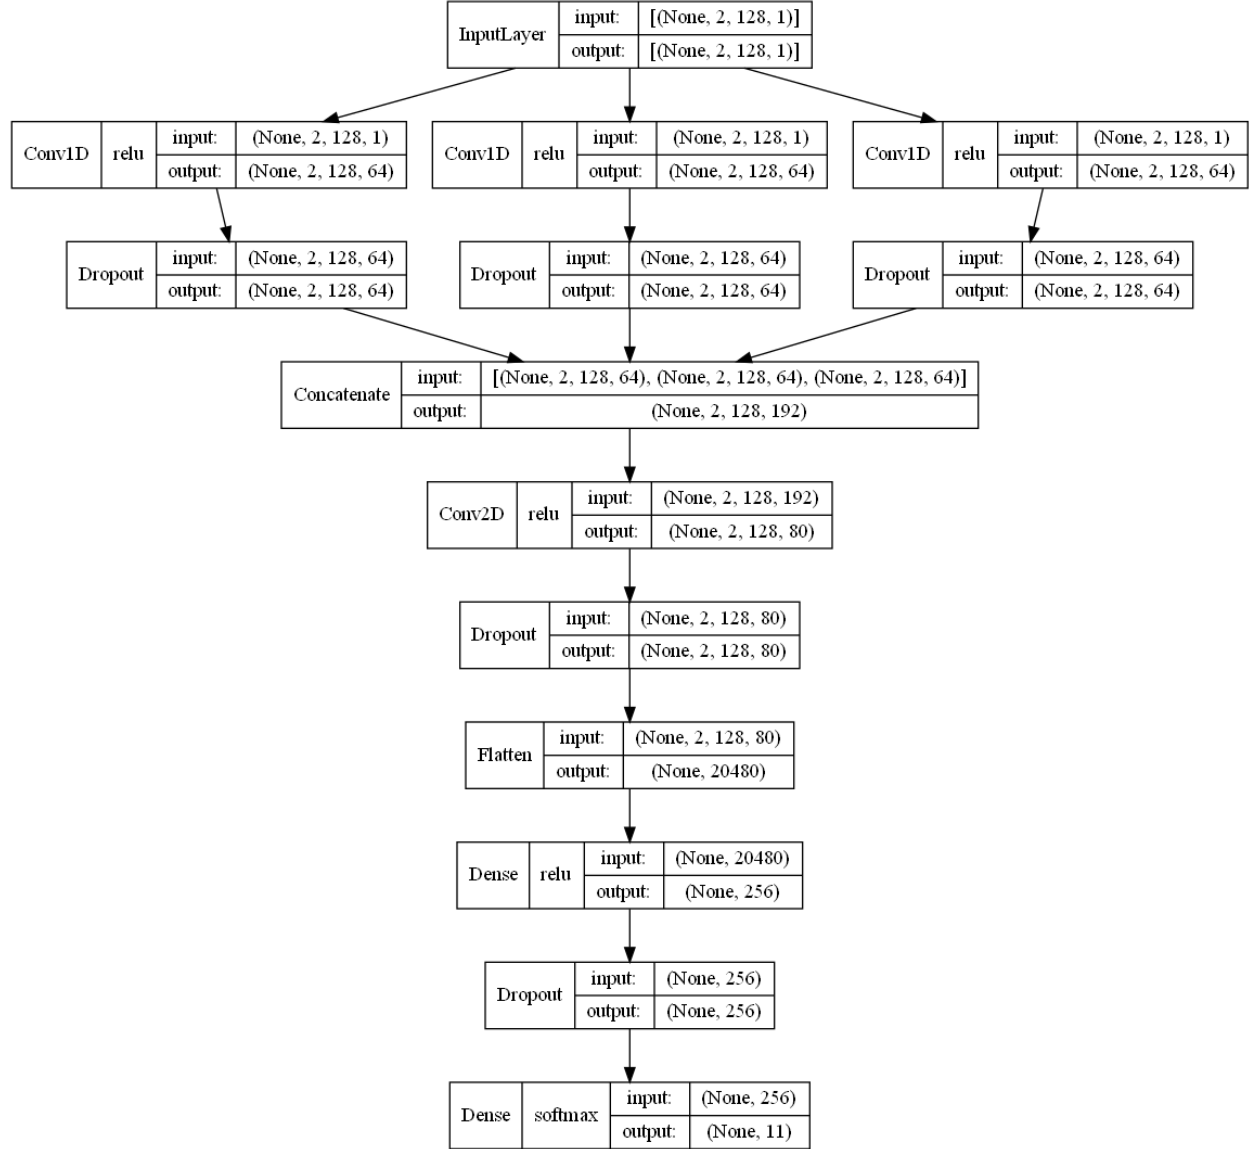 InputLayer input: [(None, 2, 128, 1)]
output: [(None, 2, 128, 1)]
Conv1D relu input: (None, 2, 128, 1)
output: (None, 2, 128, 64)
Conv1D relu input: (None, 2, 128, 1)
output: (None, 2, 128, 64)
Conv1D relu input: (None, 2, 128, 1)
output: (None, 2, 128, 64)
Dropout input: (None, 2, 128, 64)
output: (None, 2, 128, 64)
Dropout input: (None, 2, 128, 64)
output: (None, 2, 128, 64)
Dropout input: (None, 2, 128, 64)
output: (None, 2, 128, 64)
Concatenate input: [(None, 2, 128, 64), (None, 2, 128, 64), (None, 2, 128, 64)]
output: (None, 2, 128, 192)
Conv2D relu input: (None, 2, 128, 192)
output: (None, 2, 128, 80)
Dropout input: (None, 2, 128, 80)
output: (None, 2, 128, 80)
Flatten input: (None, 2, 128, 80)
output: (None, 20480)
Dense relu input: (None, 20480)
output: (None, 256)
Dropout input: (None, 256)
output: (None, 256)
Dense softmax input: (None, 256)
output: (None, 11)